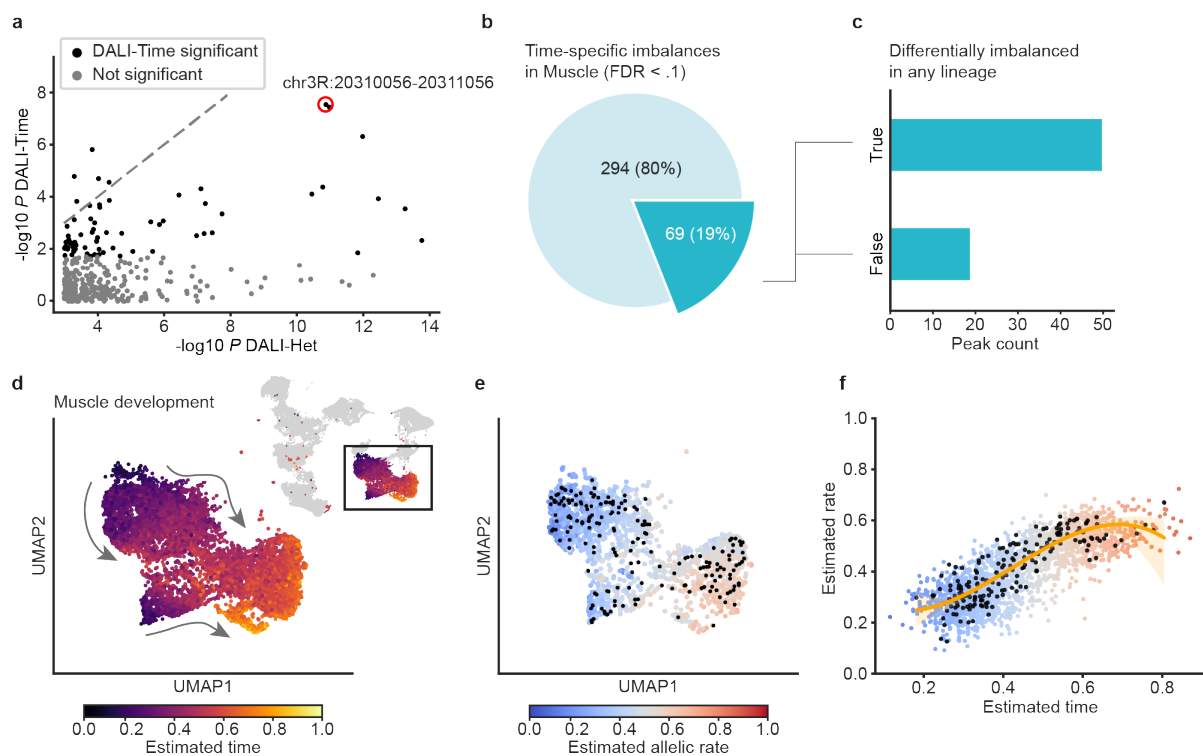 a
DALI-Time significant
Not significant
chr3R:20310056-20311056
8
6
4
2
0
-log10 P DALI-Time
4
6
8
10
12
14
-log10 P DALI-Het
b
Time-specific imbalances
in Muscle (FDR < .1)
294 (80%)
69 (19%)
c
Differentially imbalanced
in any lineage
True
False
0
10
20
30
40
50
Peak count
d
Muscle development
UMAP2
UMAP1
0.0
0.2
0.4
0.6
0.8
1.0
Estimated time
e
UMAP2
UMAP1
0.0
0.2
0.4
0.6
0.8
1.0
Estimated allelic rate
f
1.0
0.8
0.6
0.4
0.2
0.0
Estimated rate
0.2
0.4
0.6
0.8
Estimated time